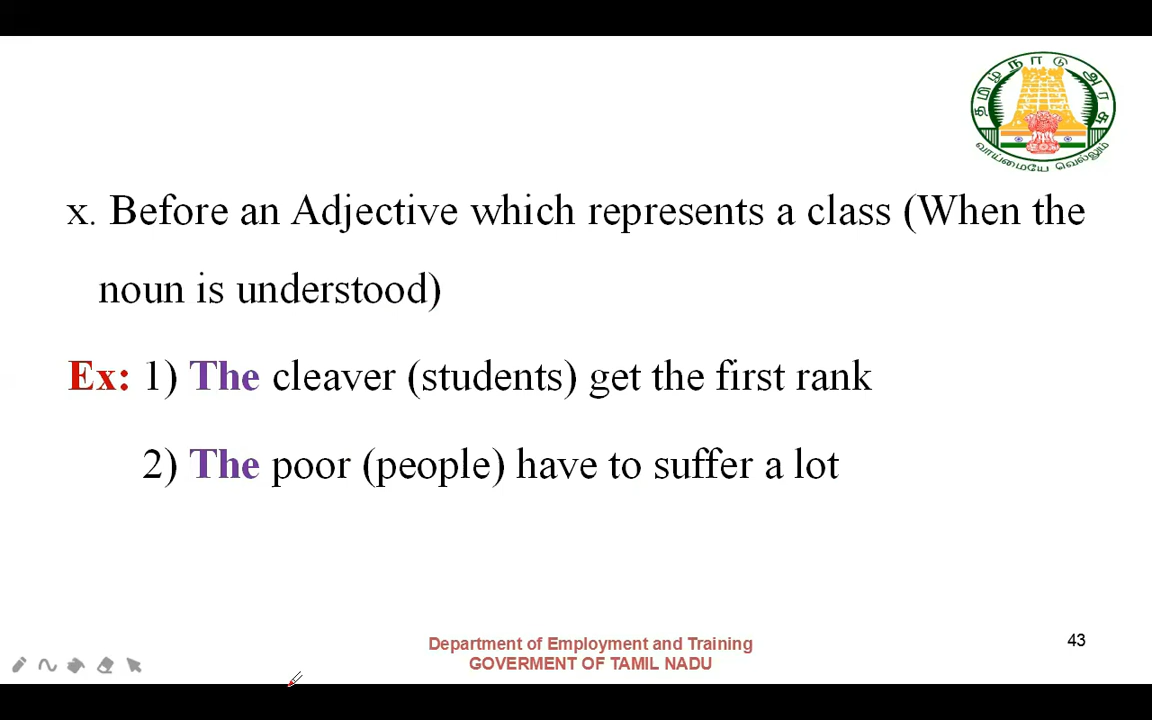 தமிழ்நாடு அரசு
வாய்மையே வெல்லும்
x. Before an Adjective which represents a class (When the
noun is understood)
Ex: 1) The cleaver (students) get the first rank
2) The poor (people) have to suffer a lot
Department of Employment and Training
GOVERMENT OF TAMIL NADU
43